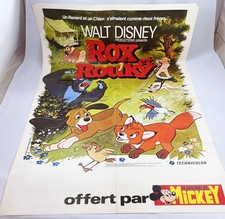 Un Renard et un Chien... s'aimaient comme deux frères!
WALT DISNEY
PRODUCTIONS présente
ROX
et
ROUKY
TECHNICOLOR
offert par
MICKEY